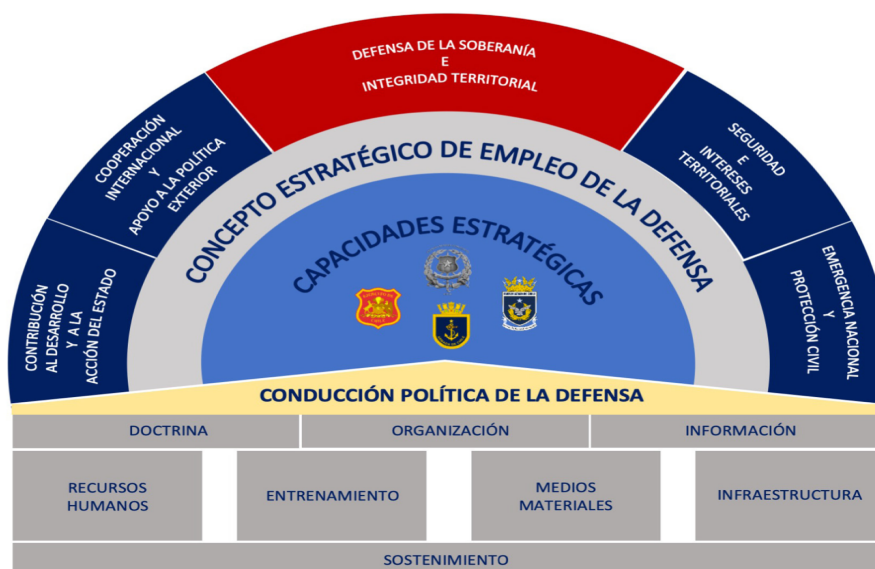 DEFENSA DE LA SOBERANÍA
E
INTEGRIDAD TERRITORIAL
COOPERACIÓN
INTERNACIONAL
Y
APOYO A LA POLÍTICA
EXTERIOR
SEGURIDAD
E
INTERESES
TERRITORIALES
CONTRIBUCIÓN
AL DESARROLLO
Y A LA
ACCIÓN DEL ESTADO
EMERGENCIA NACIONAL
Y
PROTECCIÓN CIVIL
CONCEPTO ESTRATÉGICO DE EMPLEO DE LA DEFENSA
CAPACIDADES ESTRATÉGICAS
CONDUCCIÓN POLÍTICA DE LA DEFENSA
DOCTRINA
ORGANIZACIÓN
INFORMACIÓN
RECURSOS
HUMANOS
ENTRENAMIENTO
MEDIOS
MATERIALES
INFRAESTRUCTURA
SOSTENIMIENTO